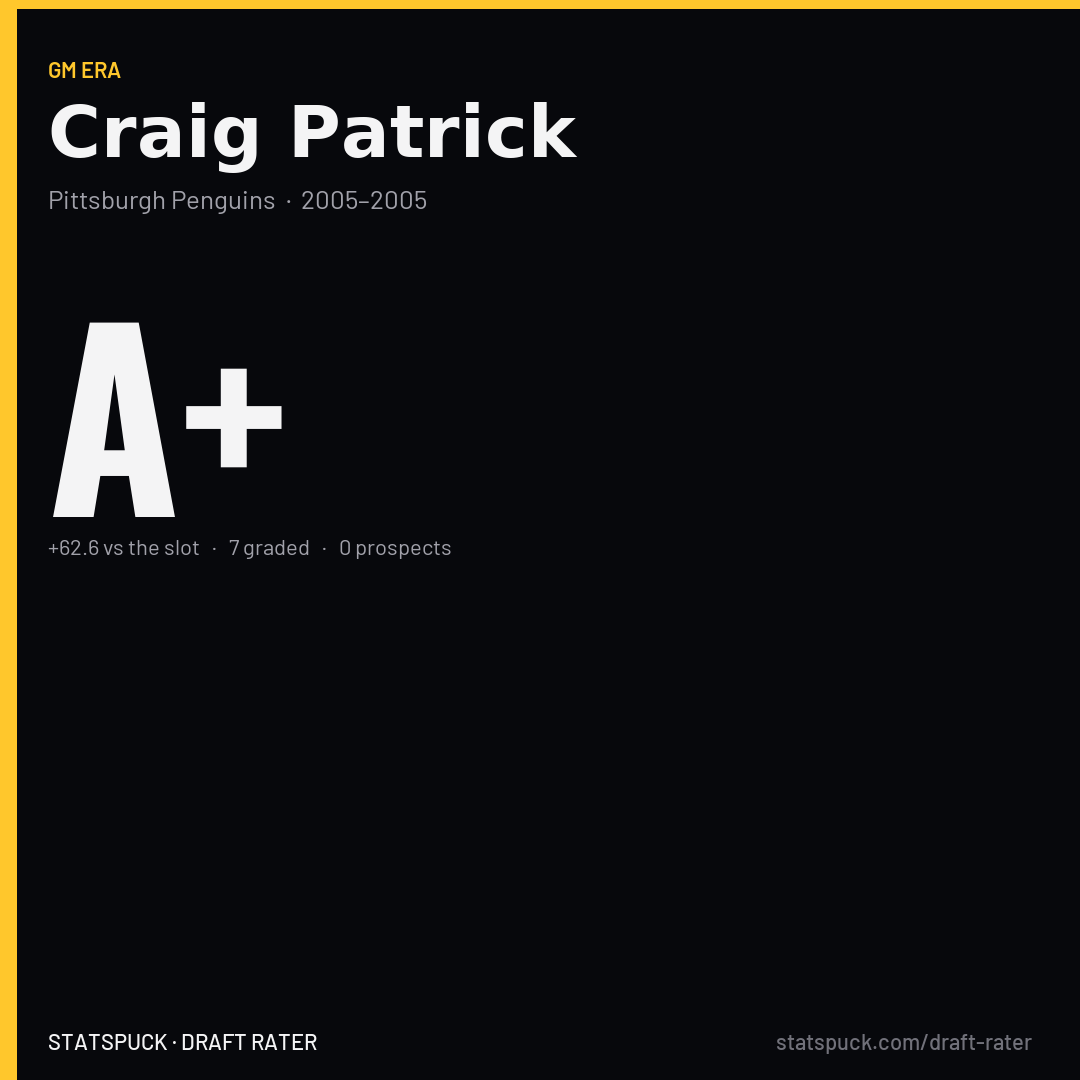 GM ERA
Craig Patrick
Pittsburgh Penguins · 2005–2005
A+
+62.6 vs the slot · 7 graded · 0 prospects
STATSPUCK · DRAFT RATER
statspuck.com/draft-rater